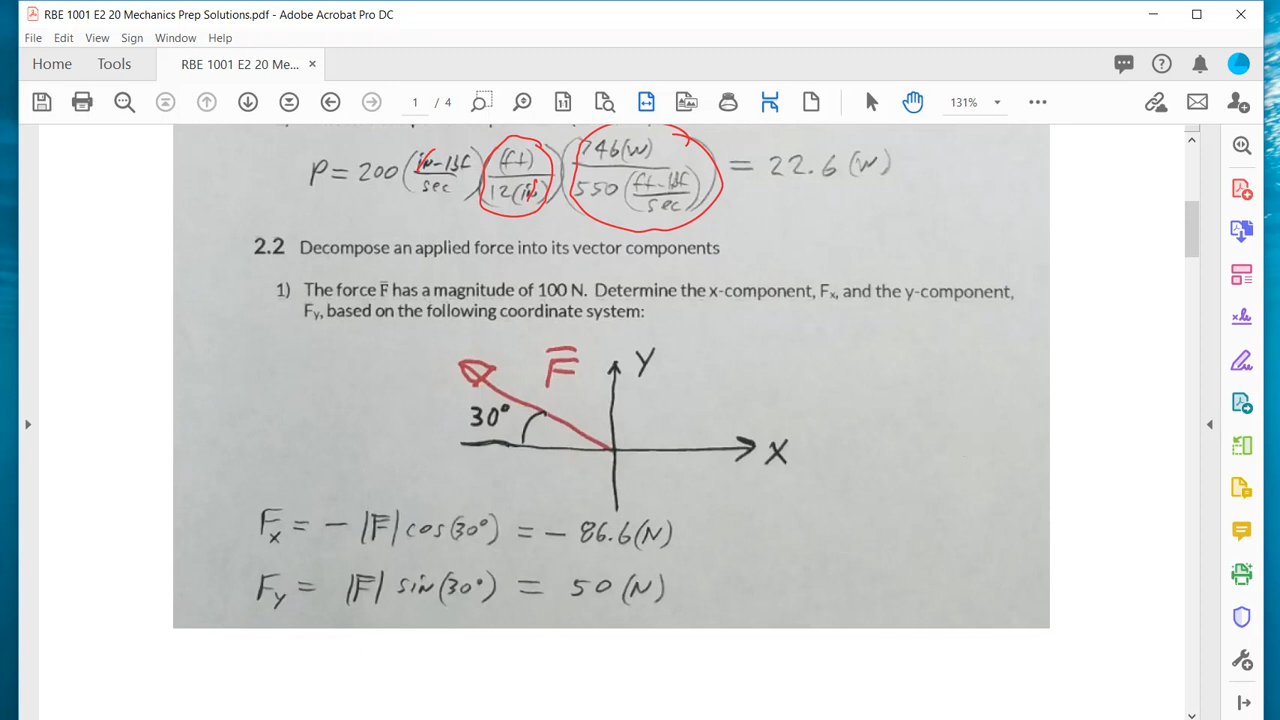 RBE 1001 E2 20 Mechanics Prep Solutions.pdf - Adobe Acrobat Pro DC
File Edit View Sign Window Help
Home Tools RBE 1001 E2 20 Me... ×
1 / 4 131%
P = 200 (in-lbf/sec) ((ft)/12(in)) (746(W)/550 (ft-lbf/sec)) = 22.6 (W)
2.2 Decompose an applied force into its vector components
1) The force F̅ has a magnitude of 100 N. Determine the x-component, Fₓ, and the y-component,
Fy, based on the following coordinate system:
F̅ Y
30°
X
Fx = - |F̅| cos(30°) = - 86.6 (N)
Fy = |F̅| sin(30°) = 50 (N)